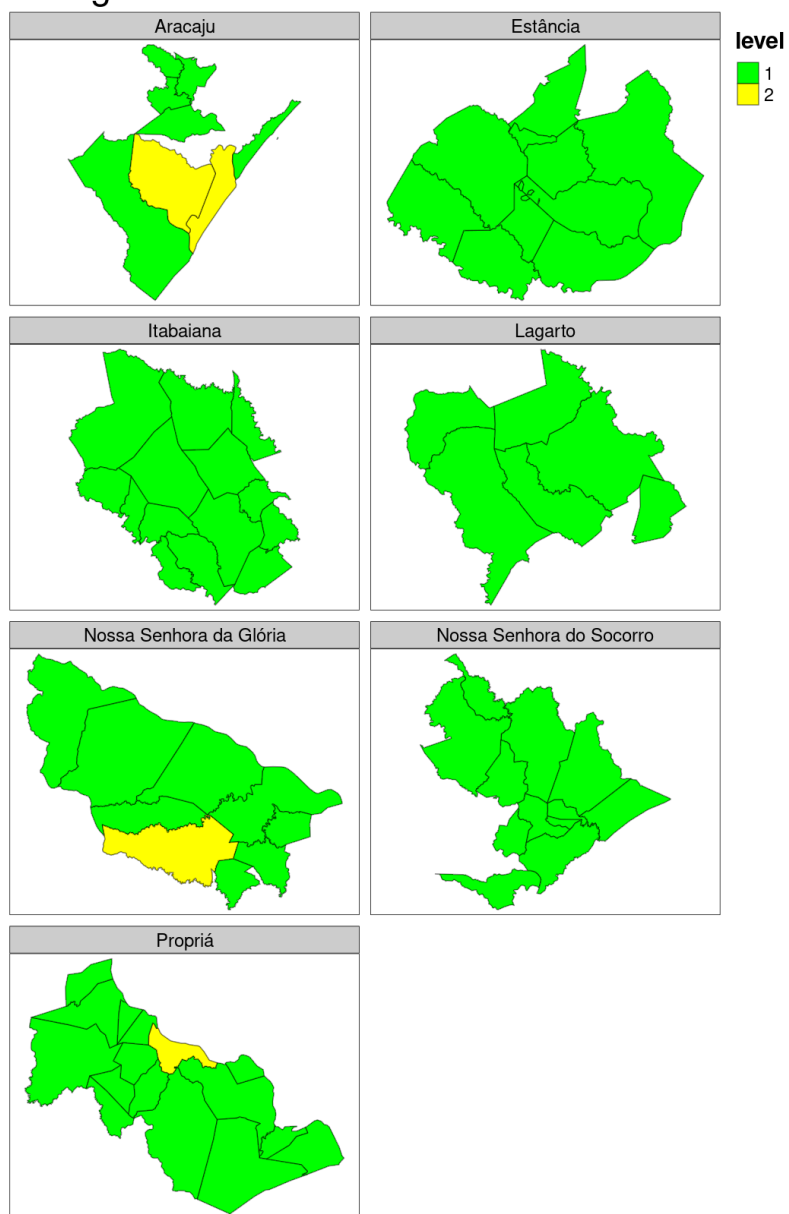 Aracaju
Estância
level
1
2
Itabaiana
Lagarto
Nossa Senhora da Glória
Nossa Senhora do Socorro
Propriá